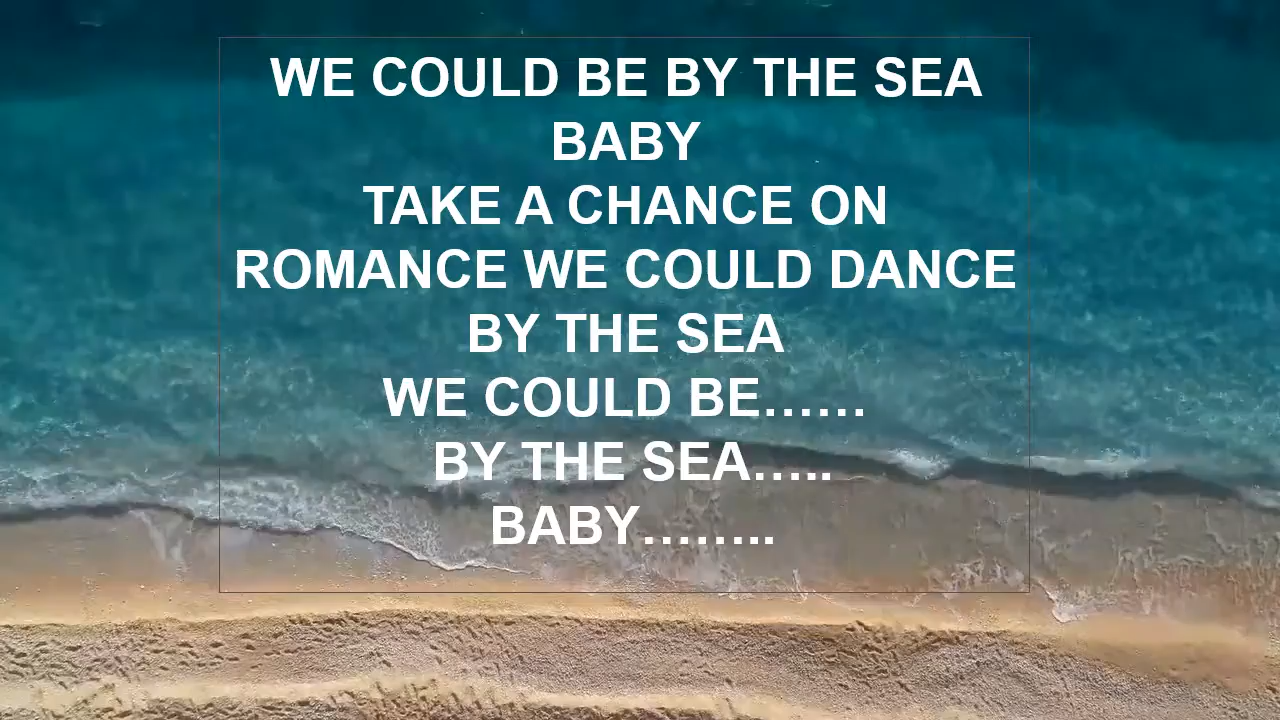 WE COULD BE BY THE SEA
BABY
TAKE A CHANCE ON
ROMANCE WE COULD DANCE
BY THE SEA
WE COULD BE……
BY THE SEA…..
BABY……..